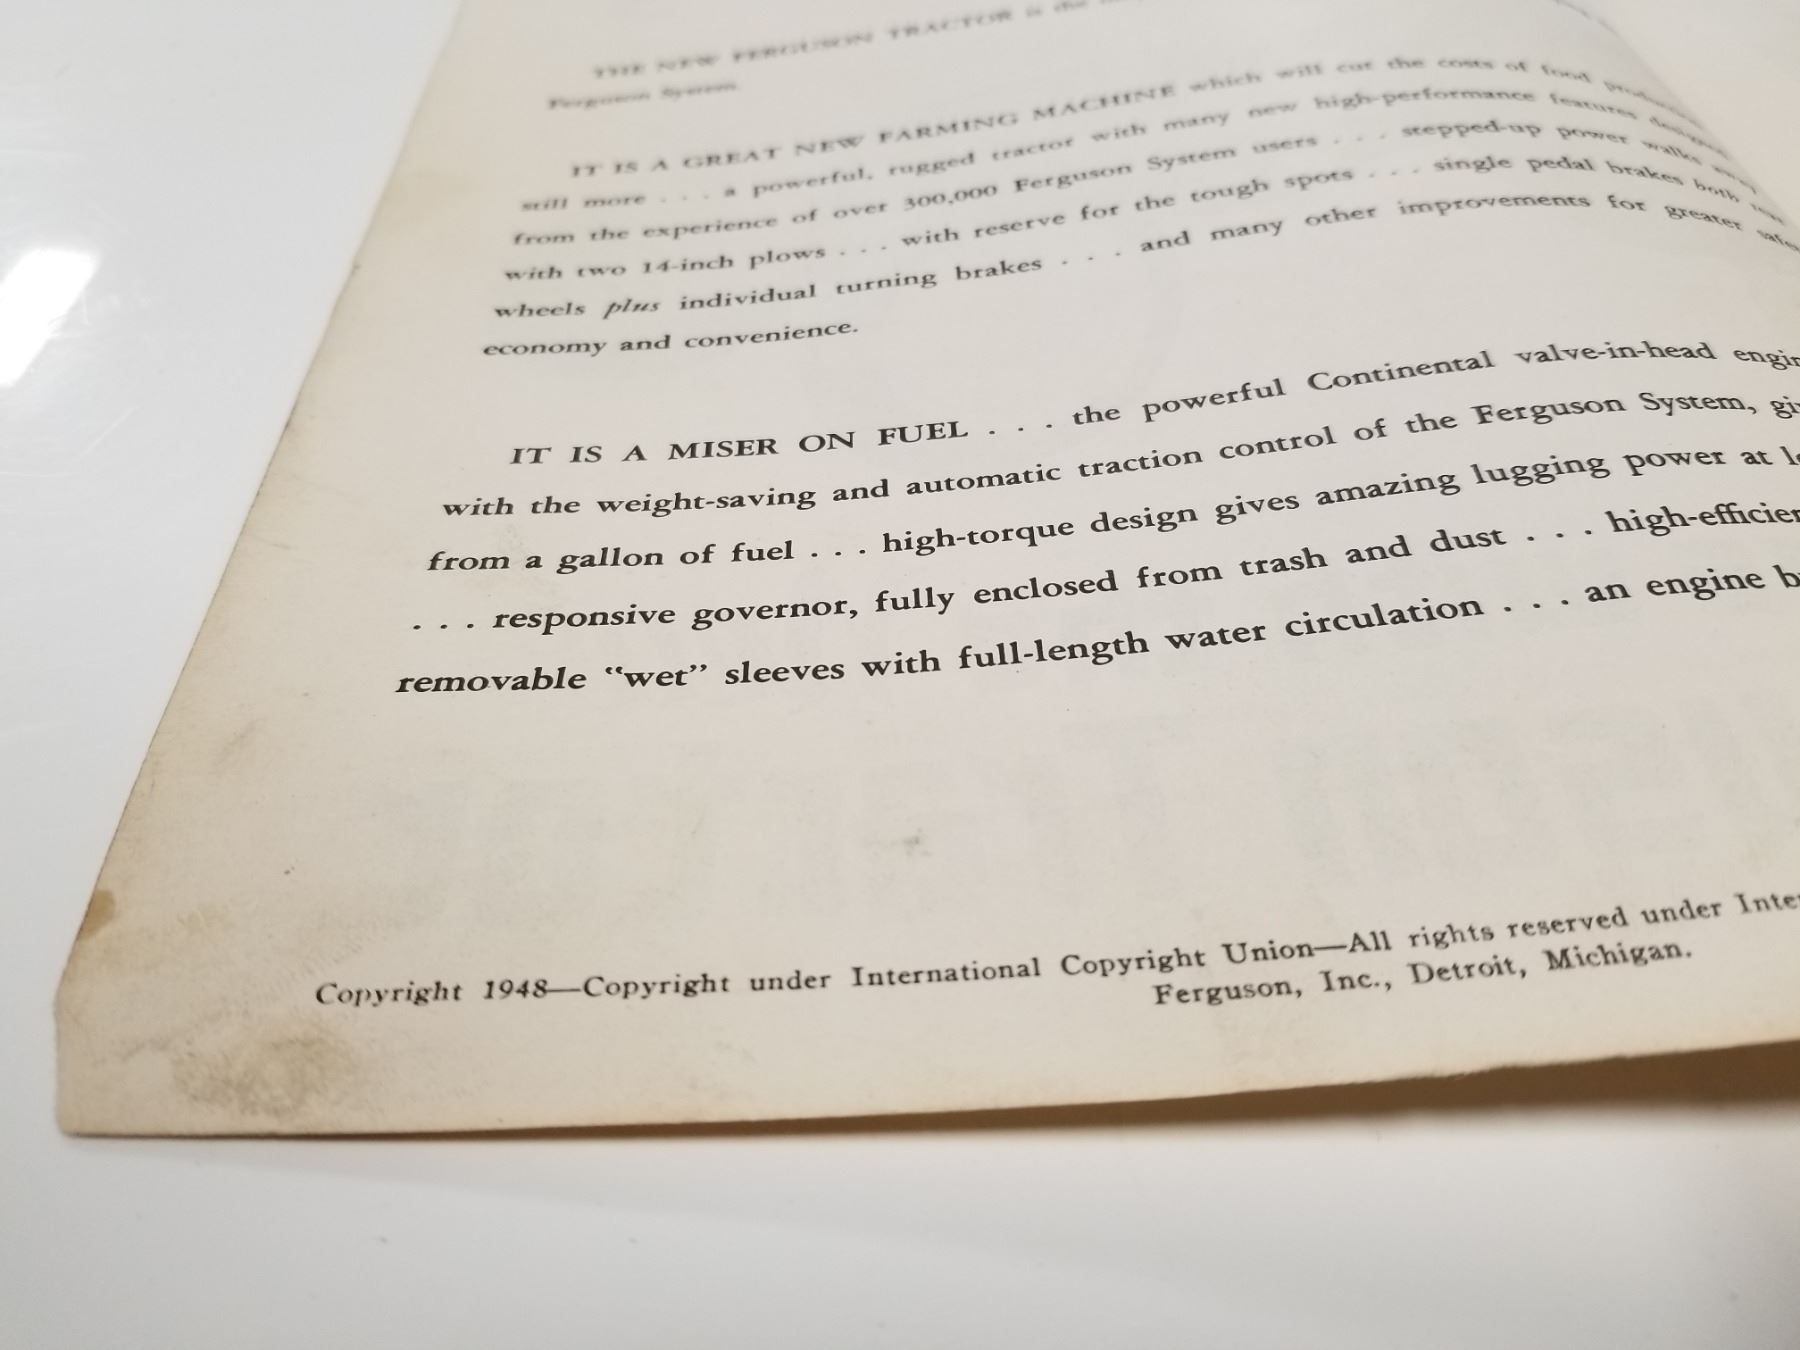 THE NEW FERGUSON TRACTOR is the
Ferguson System.
IT IS A GREAT NEW FARMING MACHINE which will cut the costs of food
still more . . . a powerful, rugged tractor with many new high-performance features designed
from the experience of over 300,000 Ferguson System users . . . stepped-up power walks away
with two 14-inch plows . . . with reserve for the tough spots . . . single pedal brakes both rear
wheels plus individual turning brakes . . . and many other improvements for greater
economy and convenience.
IT IS A MISER ON FUEL . . . the powerful Continental valve-in-head
with the weight-saving and automatic traction control of the Ferguson System,
from a gallon of fuel . . . high-torque design gives amazing lugging power at
. . . responsive governor, fully enclosed from trash and dust . . .
removable “wet” sleeves with full-length water circulation . . . an engine
Copyright 1948—Copyright under International Copyright Union—All rights reserved under
Ferguson, Inc., Detroit, Michigan.